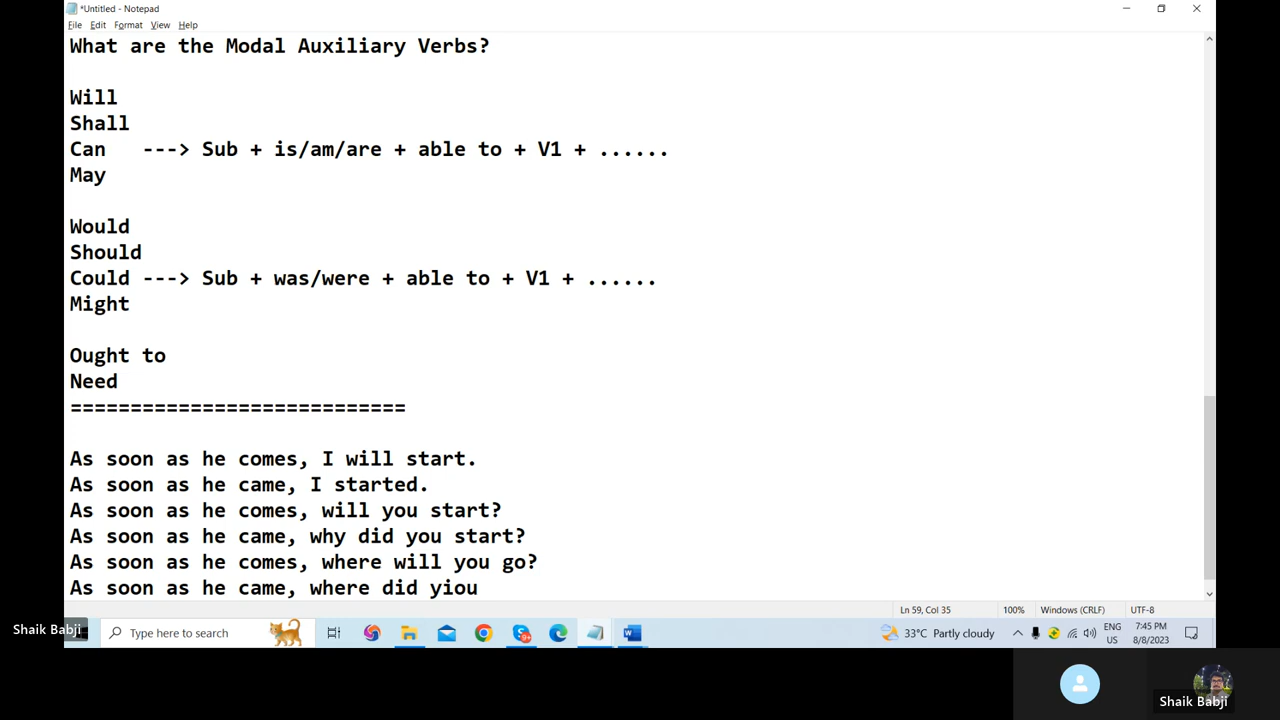 *Untitled - Notepad
File Edit Format View Help
What are the Modal Auxiliary Verbs?
Will
Shall
Can ---> Sub + is/am/are + able to + V1 + ......
May
Would
Should
Could ---> Sub + was/were + able to + V1 + ......
Might
Ought to
Need
============================
As soon as he comes, I will start.
As soon as he came, I started.
As soon as he comes, will you start?
As soon as he came, why did you start?
As soon as he comes, where will you go?
As soon as he came, where did yiou
Ln 59, Col 35 100% Windows (CRLF) UTF-8
Shaik Babji
Type here to search
33°C Partly cloudy
ENG
US
7:45 PM
8/8/2023
Shaik Babji